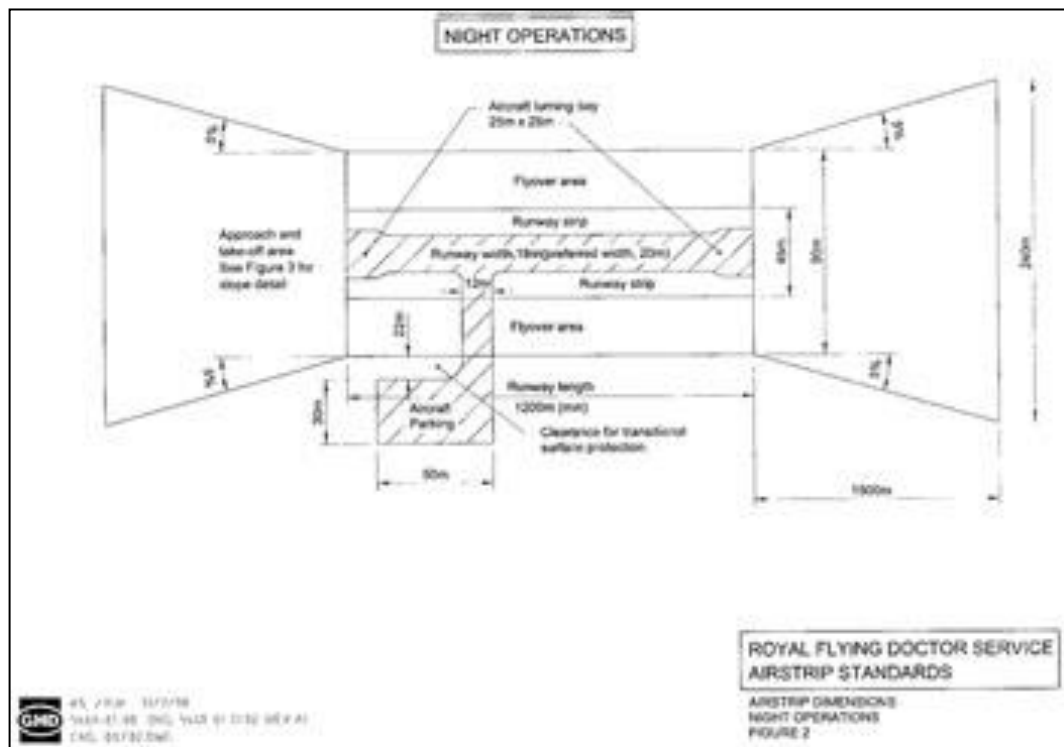 NIGHT OPERATIONS
Aircraft turning bay
25m x 25m
5%
5%
Flyover area
Runway strip
Approach and
take-off area
See Figure 3 for
slope detail
Runway width, 18m(preferred width, 20m)
12m
Runway strip
45m
90m
240m
22m
Flyover area
5%
5%
Runway length
1200m (min)
30m
Aircraft
Parking
Clearance for transitional
surface protection
50m
1500m
ROYAL FLYING DOCTOR SERVICE
AIRSTRIP STANDARDS
AIRSTRIP DIMENSIONS
NIGHT OPERATIONS
FIGURE 2
GHD